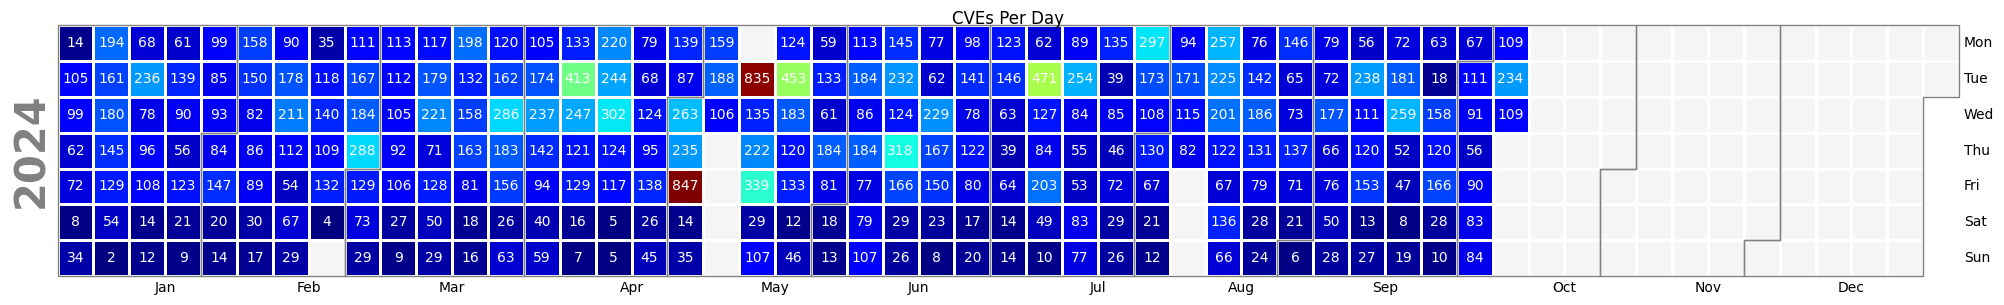 CVEs Per Day
2024
14 194 68 61 99 158 90 35 111 113 117 198 120 105 133 220 79 139 159 124 59 113 145 77 98 123 62 89 135 297 94 257 76 146 79 56 72 63 67 109 Mon
105 161 236 139 85 150 178 118 167 112 179 132 162 174 413 244 68 87 188 835 453 133 184 232 62 141 146 471 254 39 173 171 225 142 65 72 238 181 18 111 234 Tue
99 180 78 90 93 82 211 140 184 105 221 158 286 237 247 302 124 263 106 135 183 61 86 124 229 78 63 127 84 85 108 115 201 186 73 177 111 259 158 91 109 Wed
62 145 96 56 84 86 112 109 288 92 71 163 183 142 121 124 95 235 222 120 184 184 318 167 122 39 84 55 46 130 82 122 131 137 66 120 52 120 56 Thu
72 129 108 123 147 89 54 132 129 106 128 81 156 94 129 117 138 847 339 133 81 77 166 150 80 64 203 53 72 67 67 79 71 76 153 47 166 90 Fri
8 54 14 21 20 30 67 4 73 27 50 18 26 40 16 5 26 14 29 12 18 79 29 23 17 14 49 83 29 21 136 28 21 50 13 8 28 83 Sat
34 2 12 9 14 17 29 29 9 29 16 63 59 7 5 45 35 107 46 13 107 26 8 20 14 10 77 26 12 66 24 6 28 27 19 10 84 Sun
Jan Feb Mar Apr May Jun Jul Aug Sep Oct Nov Dec